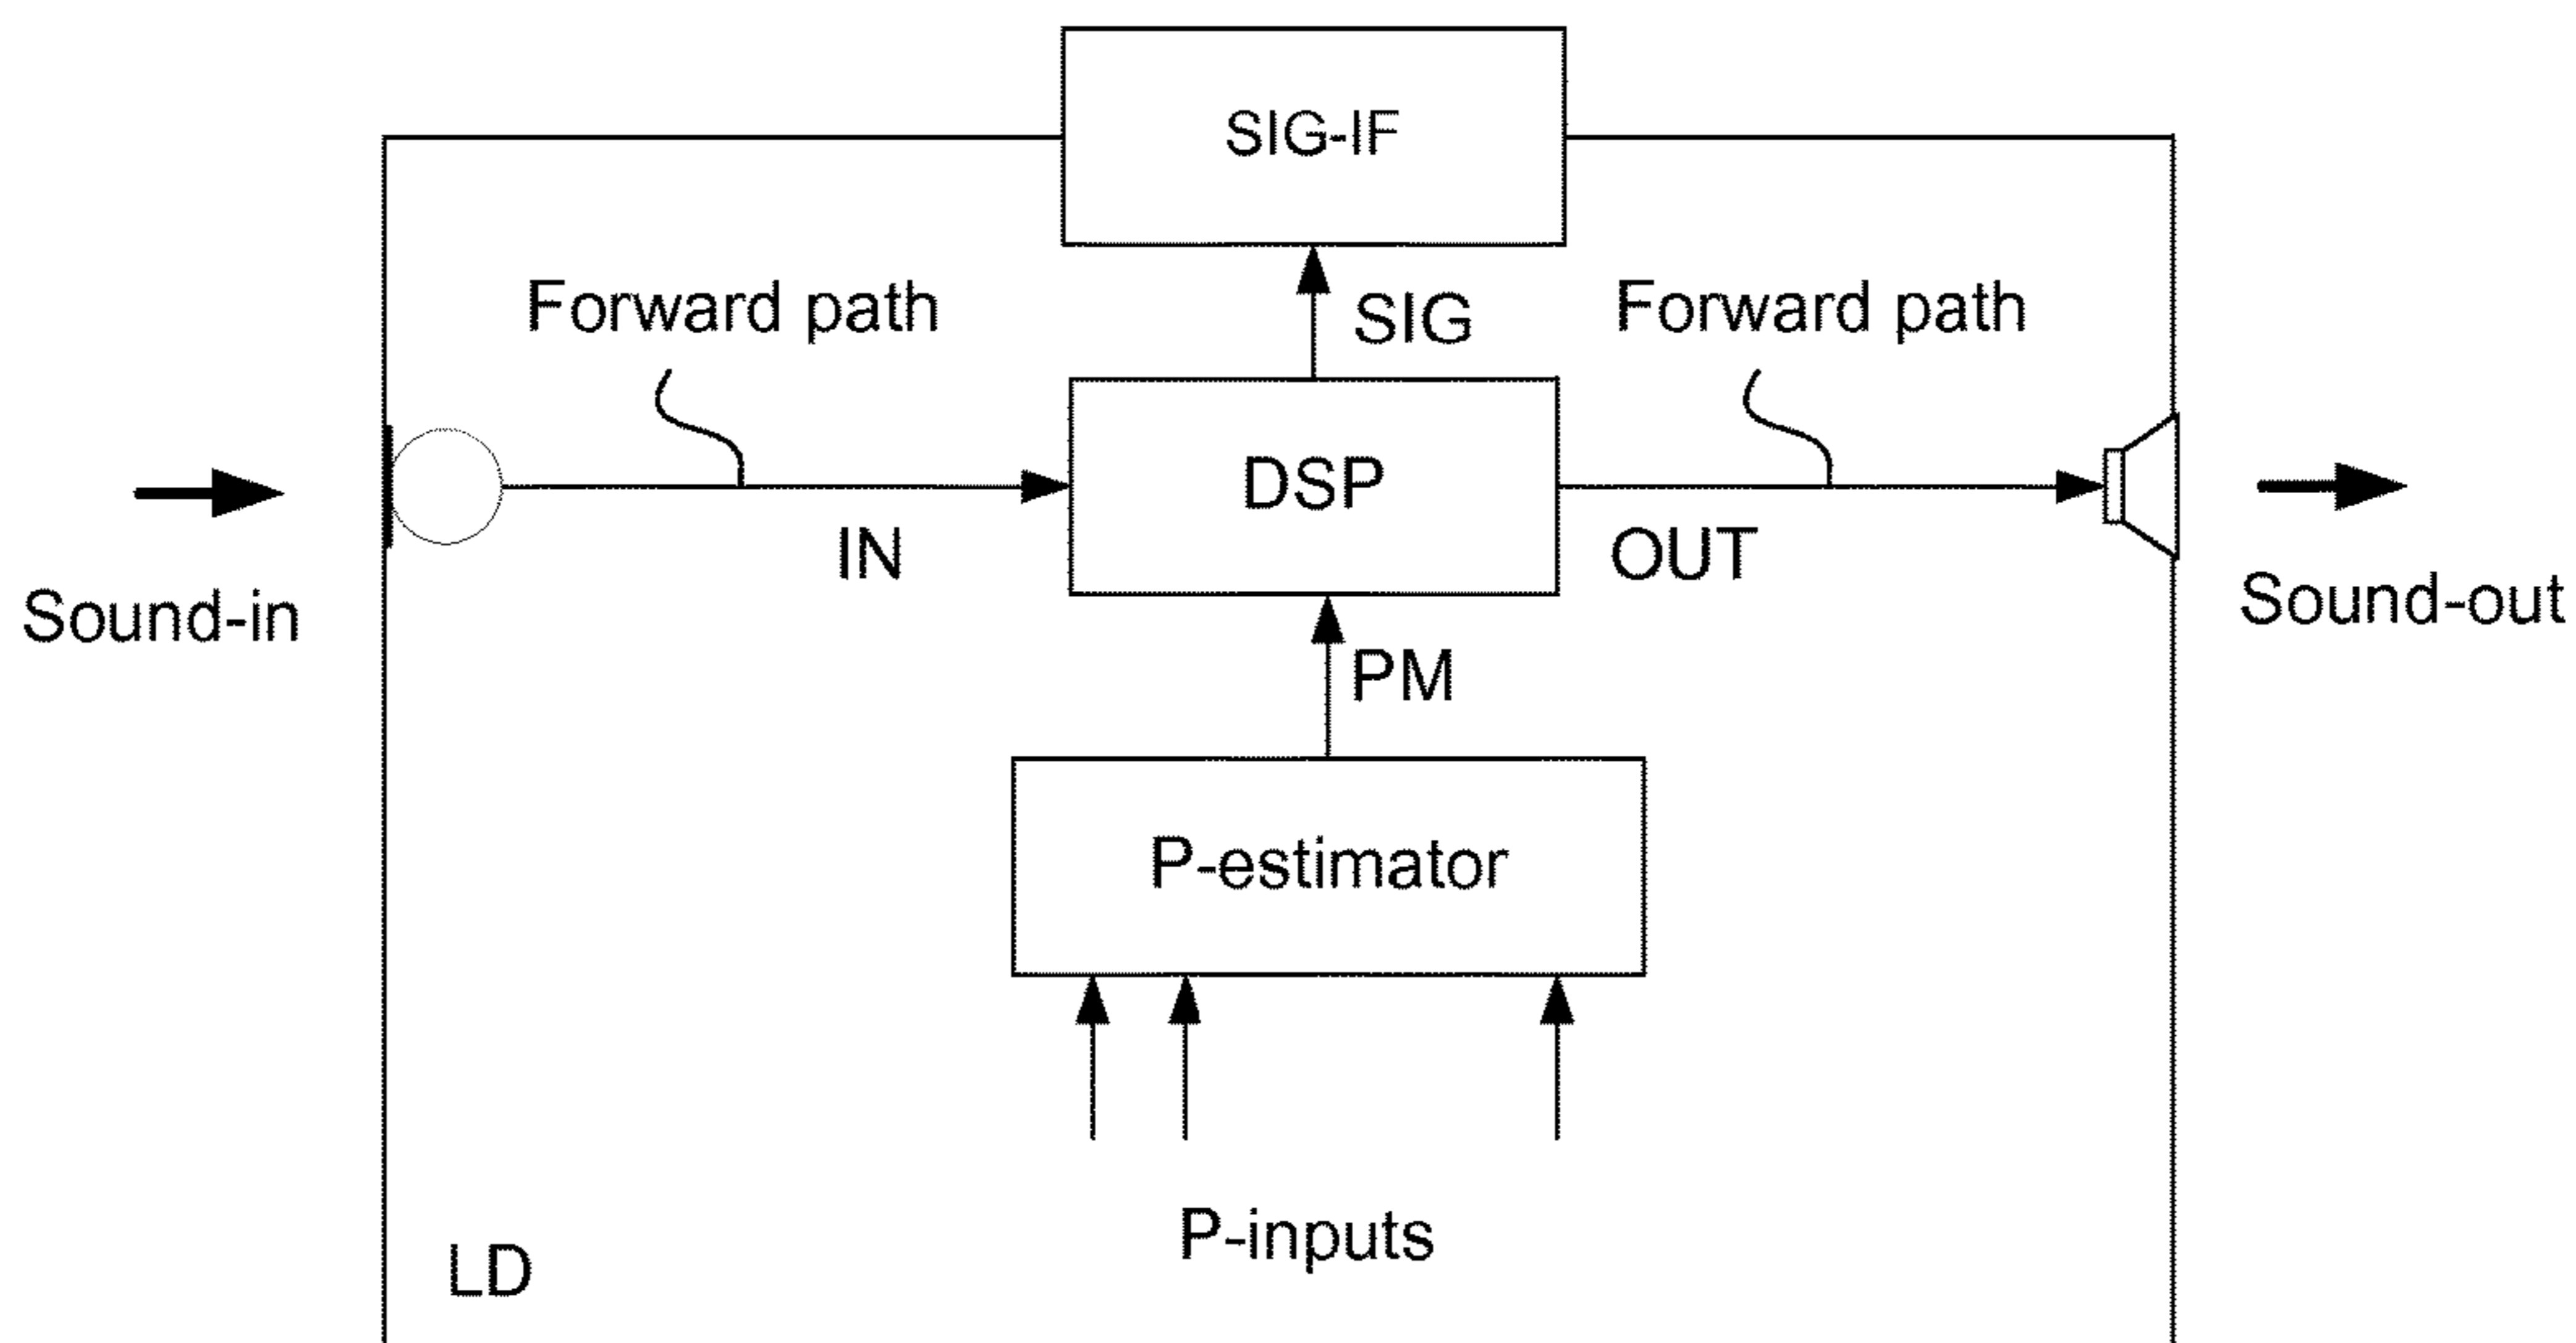 SIG-IF
Forward path
SIG
Forward path
DSP
IN
OUT
Sound-in
Sound-out
PM
P-estimator
P-inputs
LD